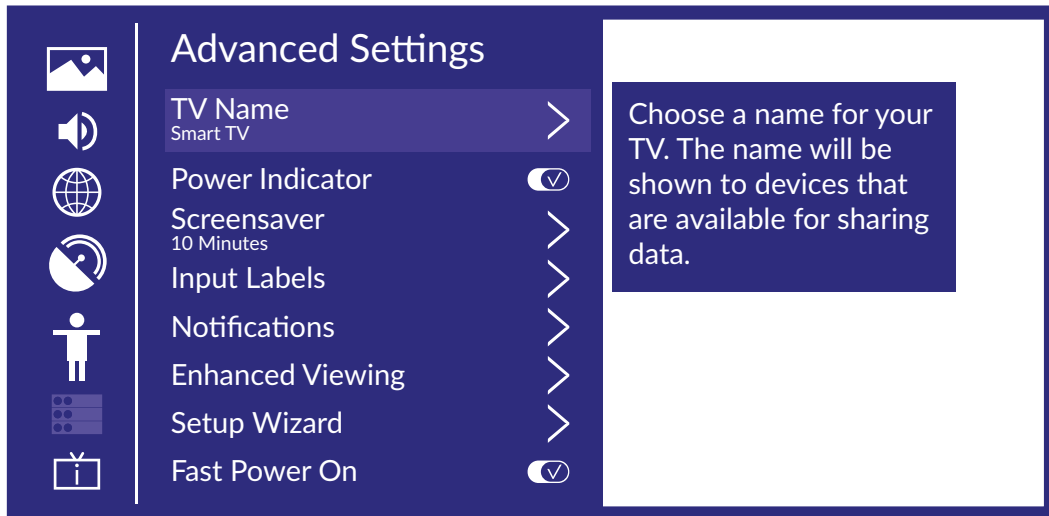 Advanced Settings
TV Name
Smart TV
Power Indicator
Screensaver
10 Minutes
Input Labels
Notifications
Enhanced Viewing
Setup Wizard
Fast Power On
i
Choose a name for your
TV. The name will be
shown to devices that
are available for sharing
data.